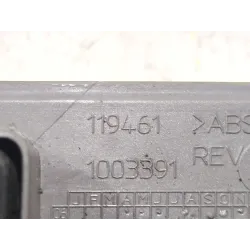 119461 >ABS
1003391 REV
J F M A M J J A S O N